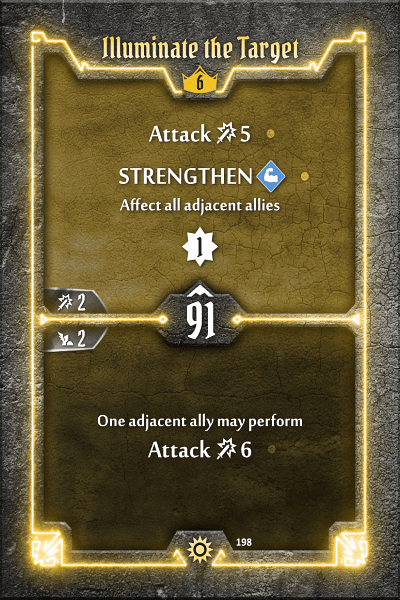 Illuminate the Target
6
Attack 5
STRENGTHEN
Affect all adjacent allies
1
2
91
2
One adjacent ally may perform
Attack 6
198